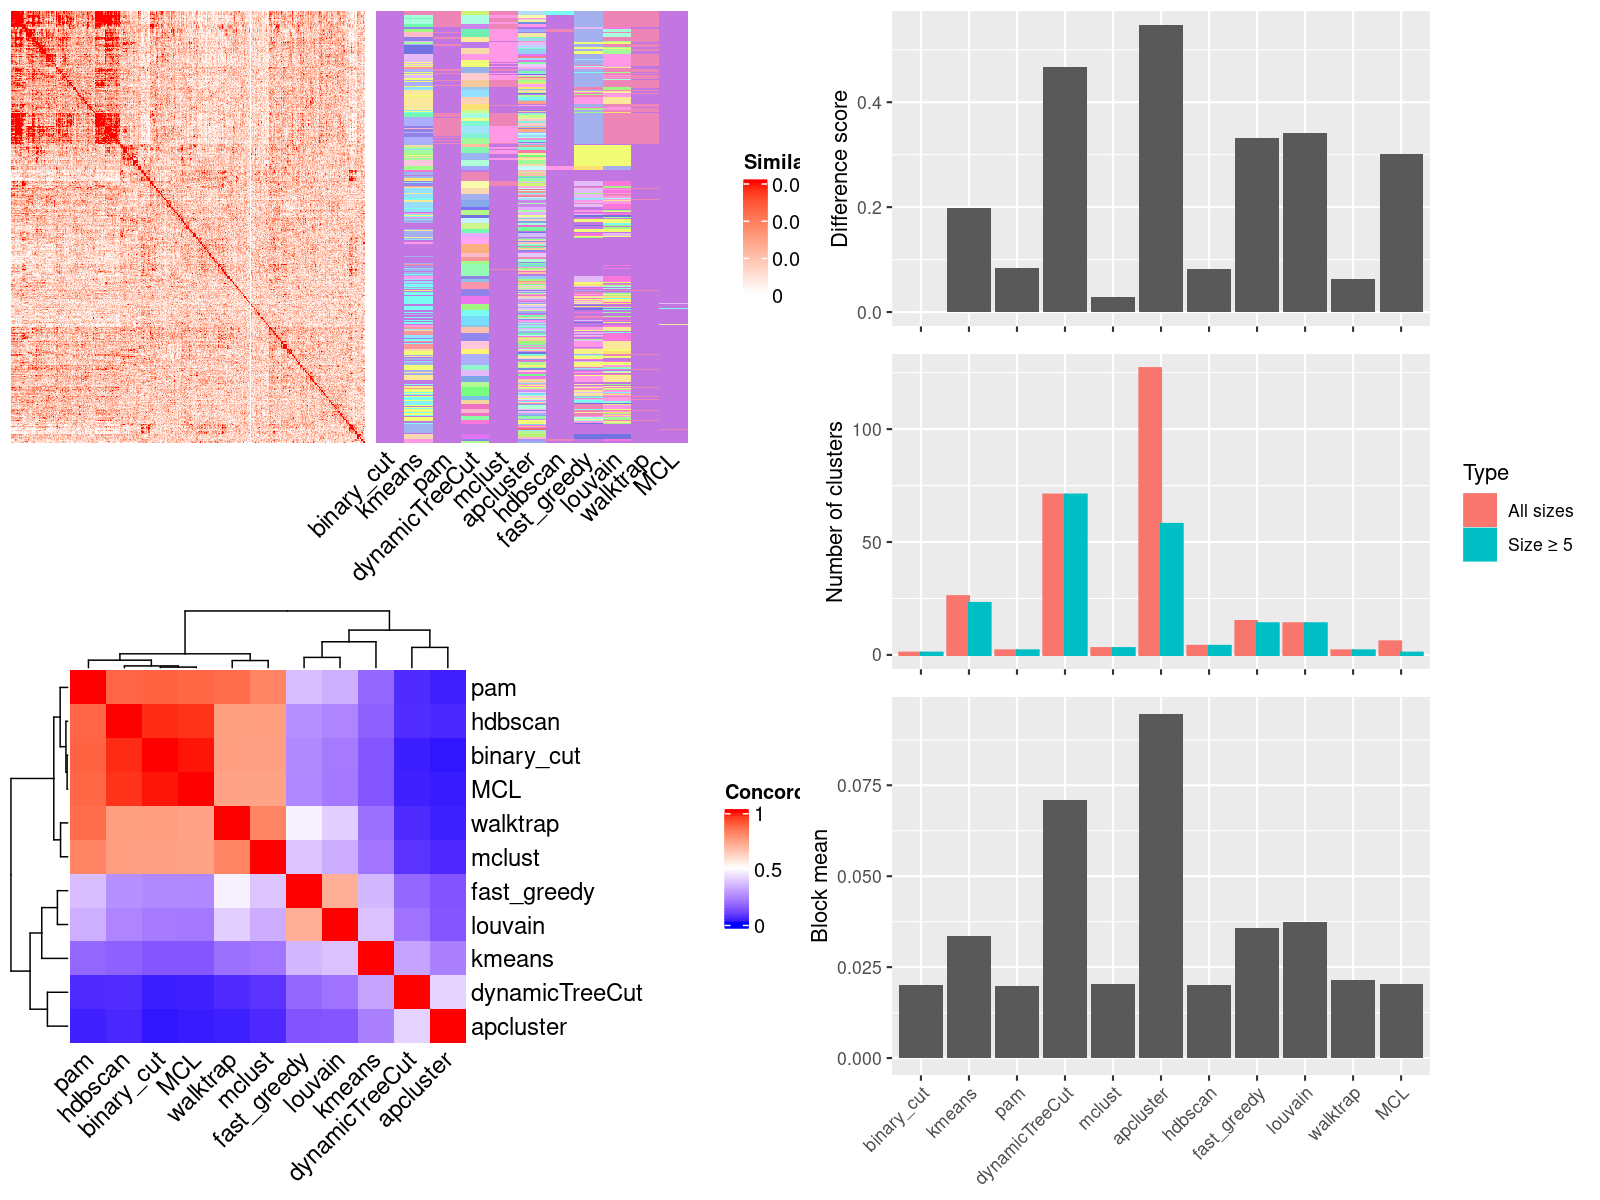 Simila
0.0
0.0
0.0
0
binary_cut
kmeans
pam
dynamicTreeCut
mclust
apcluster
hdbscan
fast_greedy
louvain
walktrap
MCL
pam
hdbscan
binary_cut
MCL
walktrap
mclust
fast_greedy
louvain
kmeans
dynamicTreeCut
apcluster
Concord
1
0.5
0
pam
hdbscan
binary_cut
MCL
walktrap
mclust
fast_greedy
louvain
kmeans
dynamicTreeCut
apcluster
Difference score
0.4
0.2
0.0
Number of clusters
100
50
0
Type
All sizes
Size ≥ 5
Block mean
0.075
0.050
0.025
0.000
binary_cut
kmeans
pam
dynamicTreeCut
mclust
apcluster
hdbscan
fast_greedy
louvain
walktrap
MCL